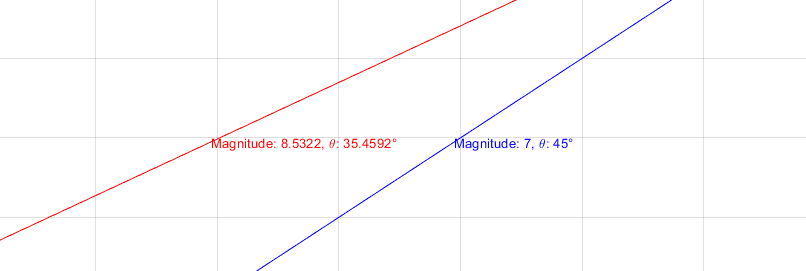 Magnitude: 8.5322, θ: 35.4592°
Magnitude: 7, θ: 45°